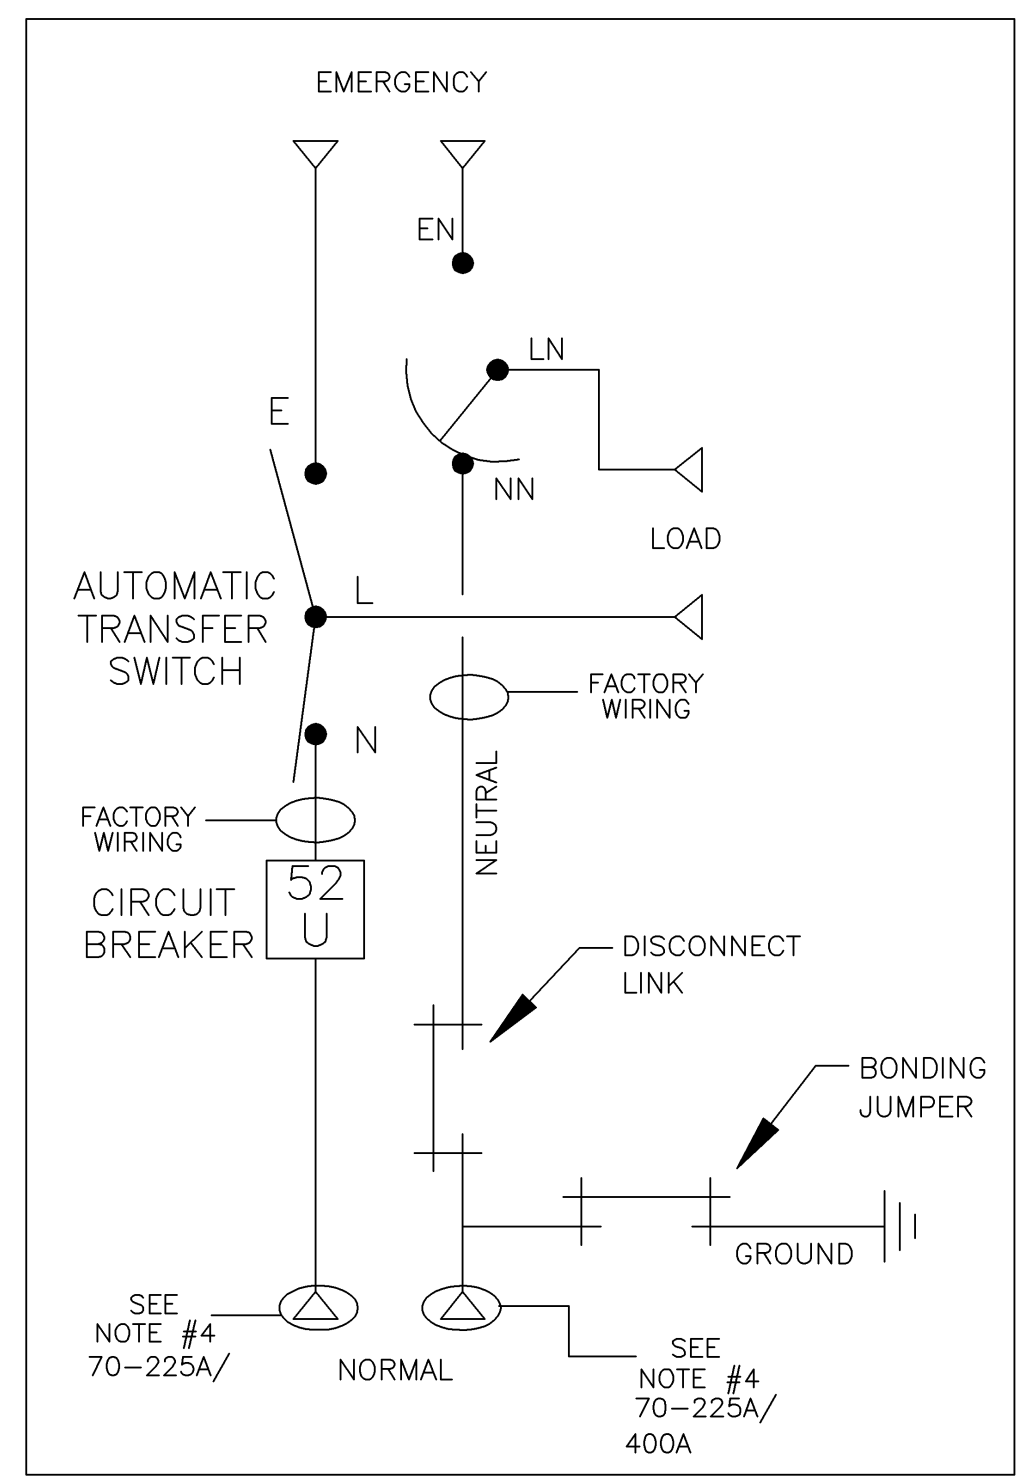 EMERGENCY
EN
LN
E
NN
LOAD
AUTOMATIC
TRANSFER
SWITCH
L
FACTORY
WIRING
N
NEUTRAL
FACTORY
WIRING
52
U
CIRCUIT
BREAKER
DISCONNECT
LINK
BONDING
JUMPER
GROUND
SEE
NOTE #4
70-225A/
NORMAL
SEE
NOTE #4
70-225A/
400A